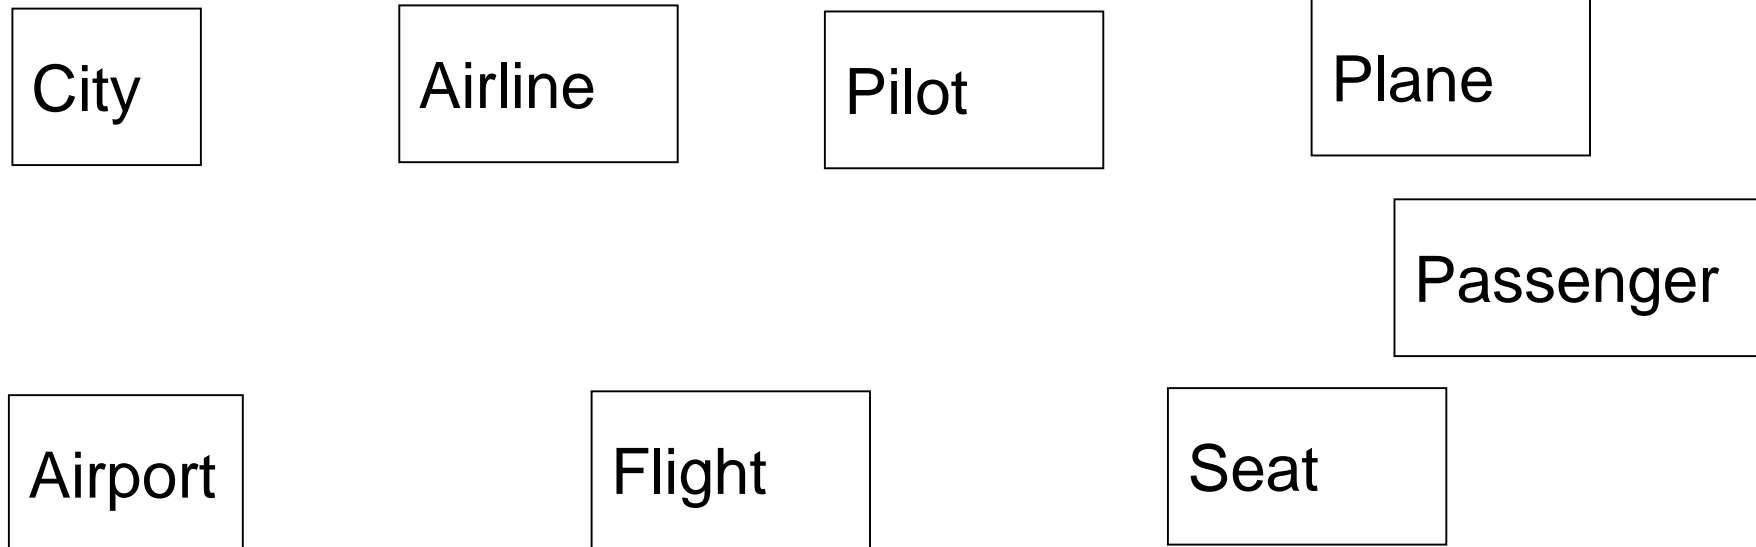 City
Airline
Pilot
Plane
Passenger
Airport
Flight
Seat